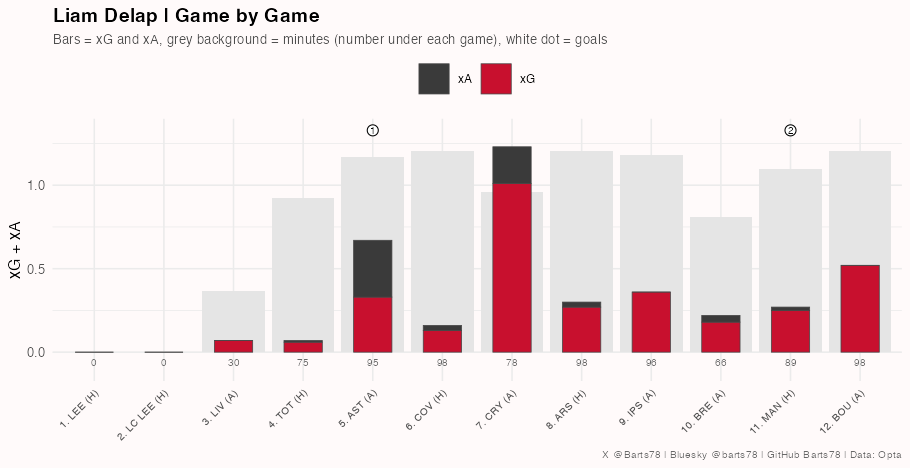 Liam Delap | Game by Game
Bars = xG and xA, grey background = minutes (number under each game), white dot = goals
xA xG
1 2
xG + xA
1.0
0.5
0.0
0 0 30 75 95 98 78 98 96 66 89 98
1. LEE (H)
2. LC LEE (H)
3. LIV (A)
4. TOT (H)
5. AST (A)
6. COV (H)
7. CRY (A)
8. ARS (H)
9. IPS (A)
10. BRE (A)
11. MAN (H)
12. BOU (A)
X @Barts78 | Bluesky @barts78 | GitHub Barts78 | Data: Opta